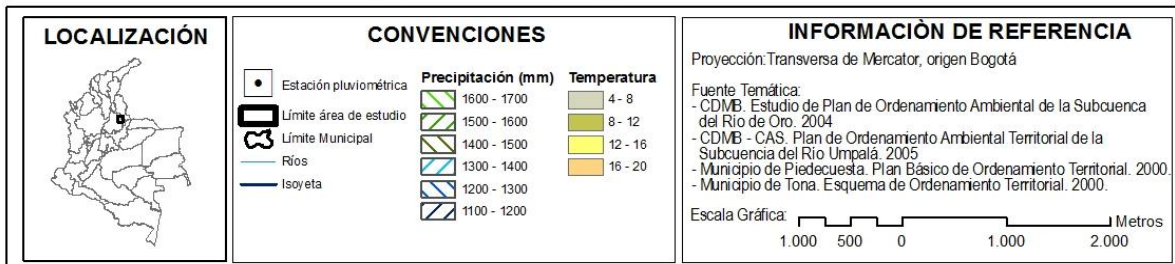 LOCALIZACIÓN
CONVENCIONES
Estación pluviométrica
Límite área de estudio
Límite Municipal
Ríos
Isoyeta
Precipitación (mm)
1600 - 1700
1500 - 1600
1400 - 1500
1300 - 1400
1200 - 1300
1100 - 1200
Temperatura
4 - 8
8 - 12
12 - 16
16 - 20
INFORMACIÒN DE REFERENCIA
Proyección:Transversa de Mercator, origen Bogotá
Fuente Temática:
- CDMB. Estudio de Plan de Ordenamiento Ambiental de la Subcuenca
del Río de Oro. 2004
- CDMB - CAS. Plan de Ordenamiento Ambiental Territorial de la
Subcuencia del Río Umpalá. 2005
- Municipio de Piedecuesta. Plan Básico de Ordenamiento Territorial. 2000.
- Municipio de Tona. Esquema de Ordenamiento Territorial. 2000.
Escala Gráfica:
Metros
1.000 500 0 1.000 2.000